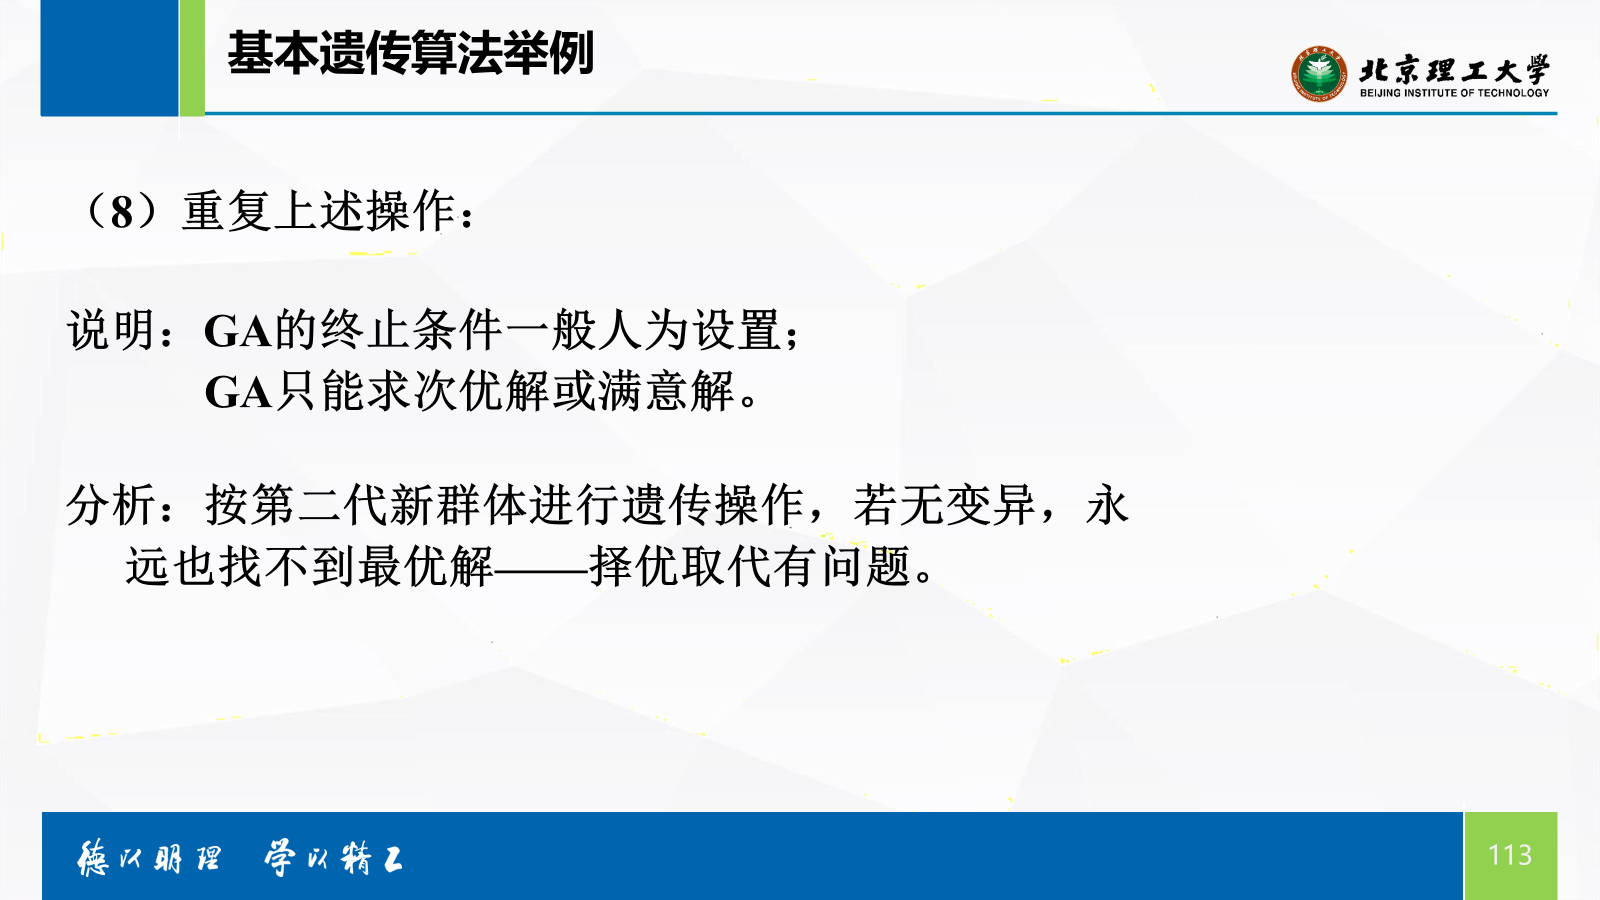 基本遗传算法举例
北京理工大学
BEIJING INSTITUTE OF TECHNOLOGY
（8）重复上述操作：
说明：GA的终止条件一般人为设置；
GA只能求次优解或满意解。
分析：按第二代新群体进行遗传操作，若无变异，永
远也找不到最优解——择优取代有问题。
德以明理 学以精工
113